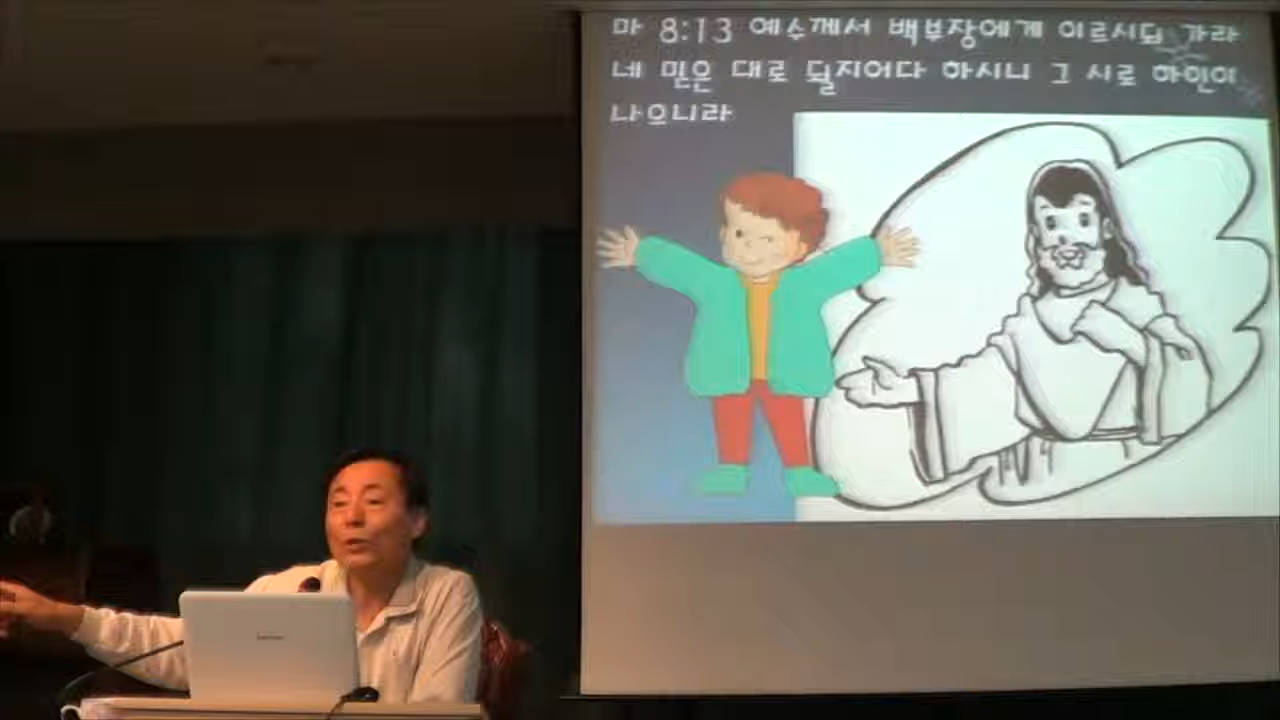 마 8:13 예수께서 백부장에게 이르시되 가라
네 믿은 대로 될지어다 하시니 그 시로 하인이
나으니라